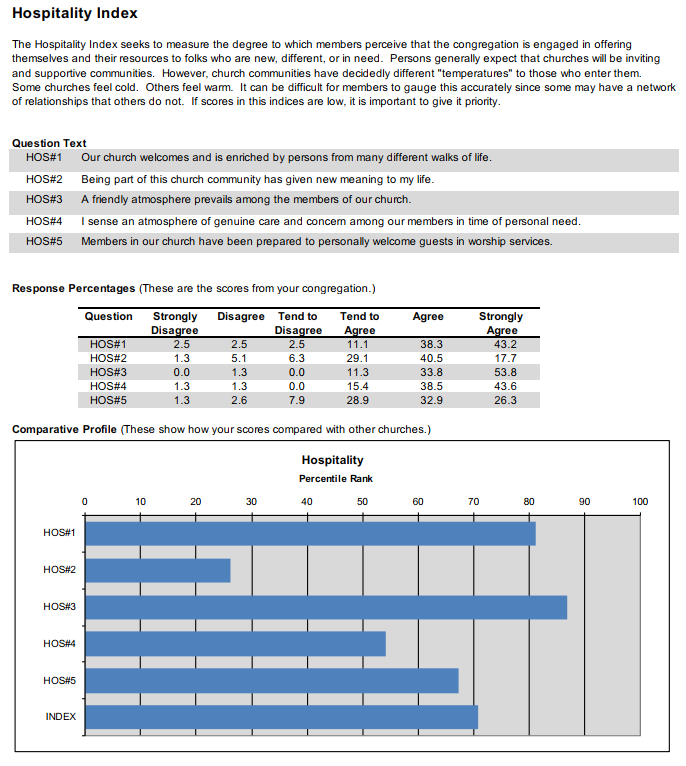 Hospitality Index
The Hospitality Index seeks to measure the degree to which members perceive that the congregation is engaged in offering
themselves and their resources to folks who are new, different, or in need. Persons generally expect that churches will be inviting
and supportive communities. However, church communities have decidedly different "temperatures" to those who enter them.
Some churches feel cold. Others feel warm. It can be difficult for members to gauge this accurately since some may have a network
of relationships that others do not. If scores in this indices are low, it is important to give it priority.
Question Text
HOS#1 Our church welcomes and is enriched by persons from many different walks of life.
HOS#2 Being part of this church community has given new meaning to my life.
HOS#3 A friendly atmosphere prevails among the members of our church.
HOS#4 I sense an atmosphere of genuine care and concern among our members in time of personal need.
HOS#5 Members in our church have been prepared to personally welcome guests in worship services.
Response Percentages (These are the scores from your congregation.)
Question Strongly Disagree Tend to Tend to Agree Strongly
Disagree Disagree Agree Agree
HOS#1 2.5 2.5 2.5 11.1 38.3 43.2
HOS#2 1.3 5.1 6.3 29.1 40.5 17.7
HOS#3 0.0 1.3 0.0 11.3 33.8 53.8
HOS#4 1.3 1.3 0.0 15.4 38.5 43.6
HOS#5 1.3 2.6 7.9 28.9 32.9 26.3
Comparative Profile (These show how your scores compared with other churches.)
Hospitality
Percentile Rank
0 10 20 30 40 50 60 70 80 90 100
HOS#1
HOS#2
HOS#3
HOS#4
HOS#5
INDEX